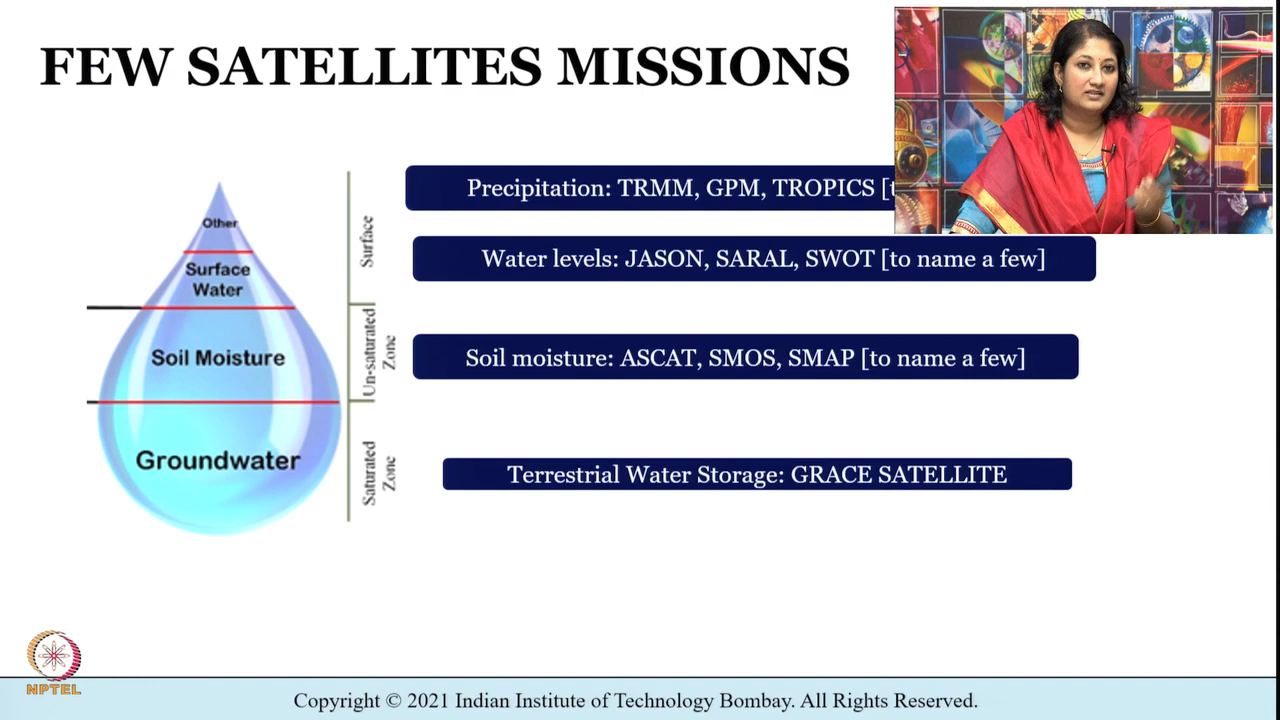 FEW SATELLITES MISSIONS
Precipitation: TRMM, GPM, TROPICS
Other
Surface
Water levels: JASON, SARAL, SWOT [to name a few]
Surface
Water
Soil Moisture
Un-saturated
Zone
Soil moisture: ASCAT, SMOS, SMAP [to name a few]
Groundwater
Saturated
Zone
Terrestrial Water Storage: GRACE SATELLITE
NPTEL
Copyright © 2021 Indian Institute of Technology Bombay. All Rights Reserved.